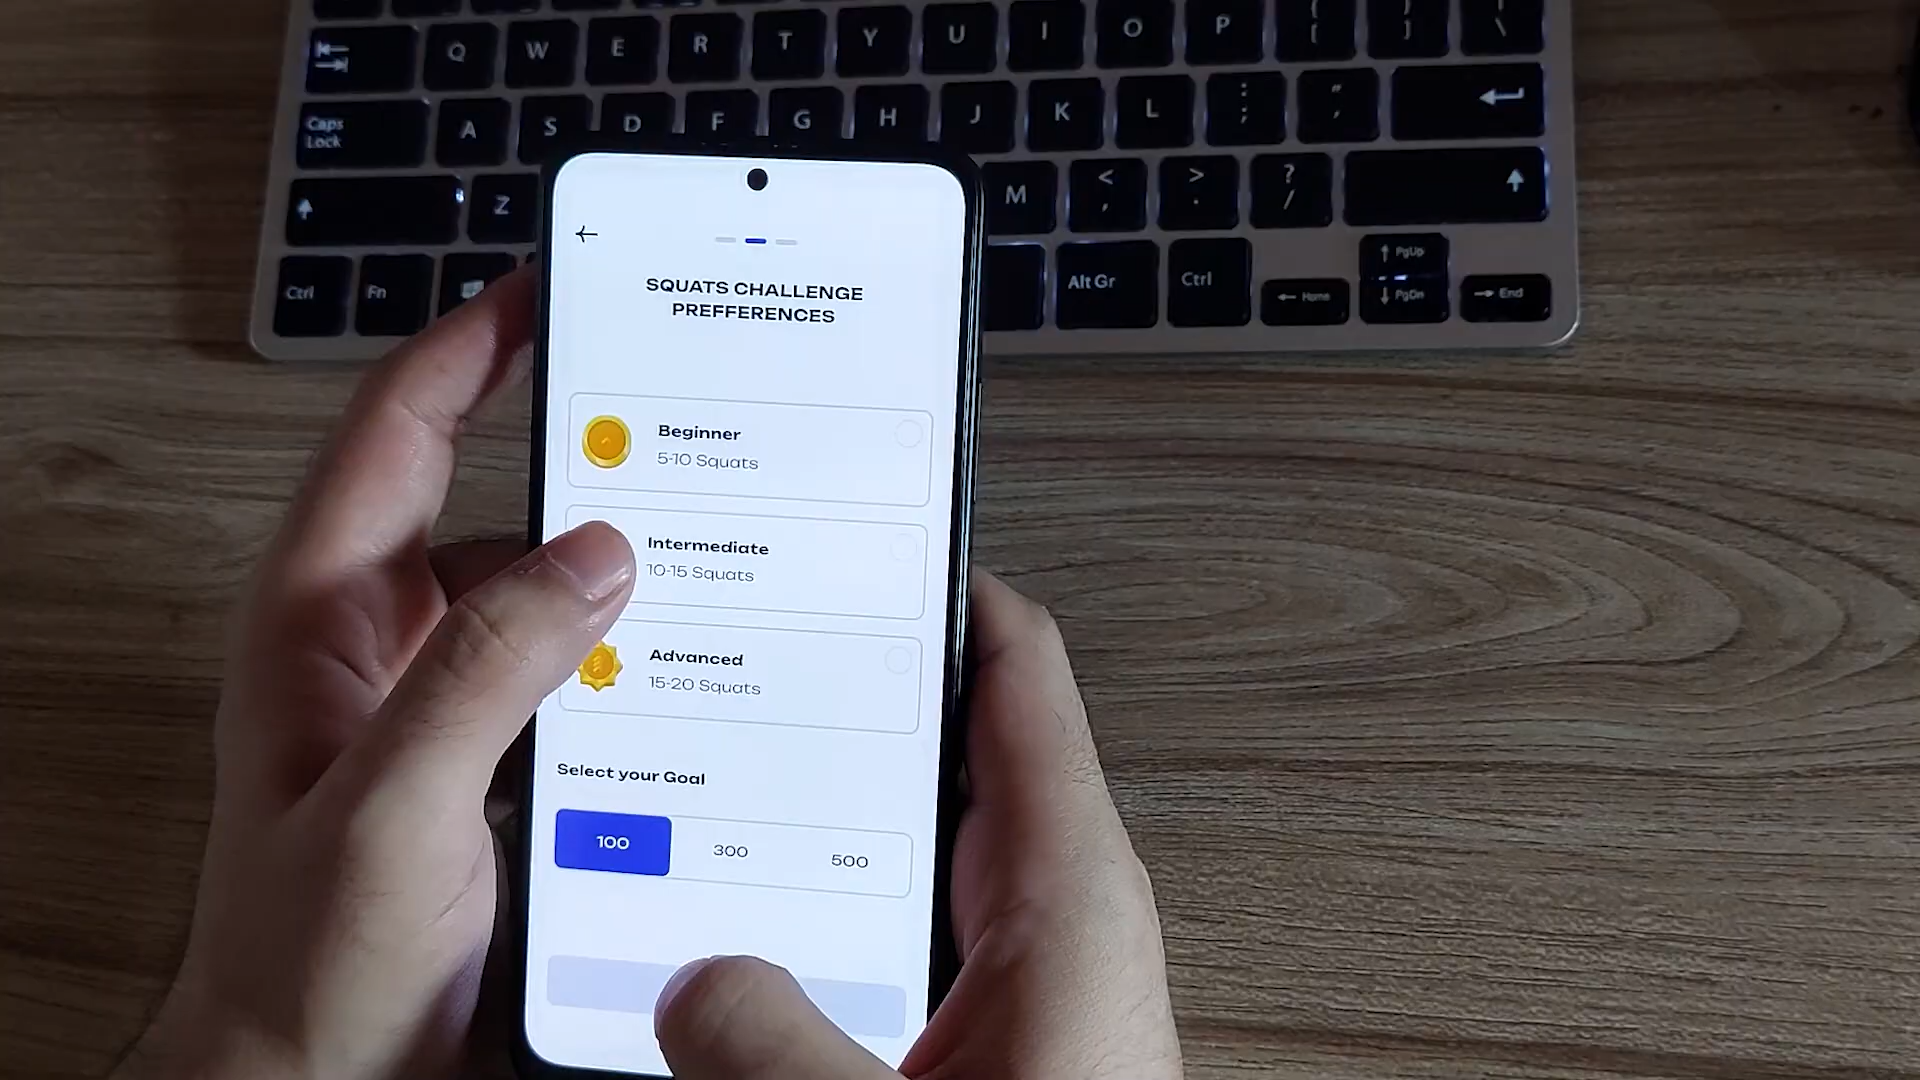 Q W E R T Y U I O P { [ } ] | \
Caps
Lock
A S D F G H J K L : ; " '
Z M < , > . ? /
Ctrl Fn Alt Gr Ctrl Home PgUp
PgDn End
SQUATS CHALLENGE
PREFFERENCES
Beginner
5-10 Squats
Intermediate
10-15 Squats
Advanced
15-20 Squats
Select your Goal
100 300 500